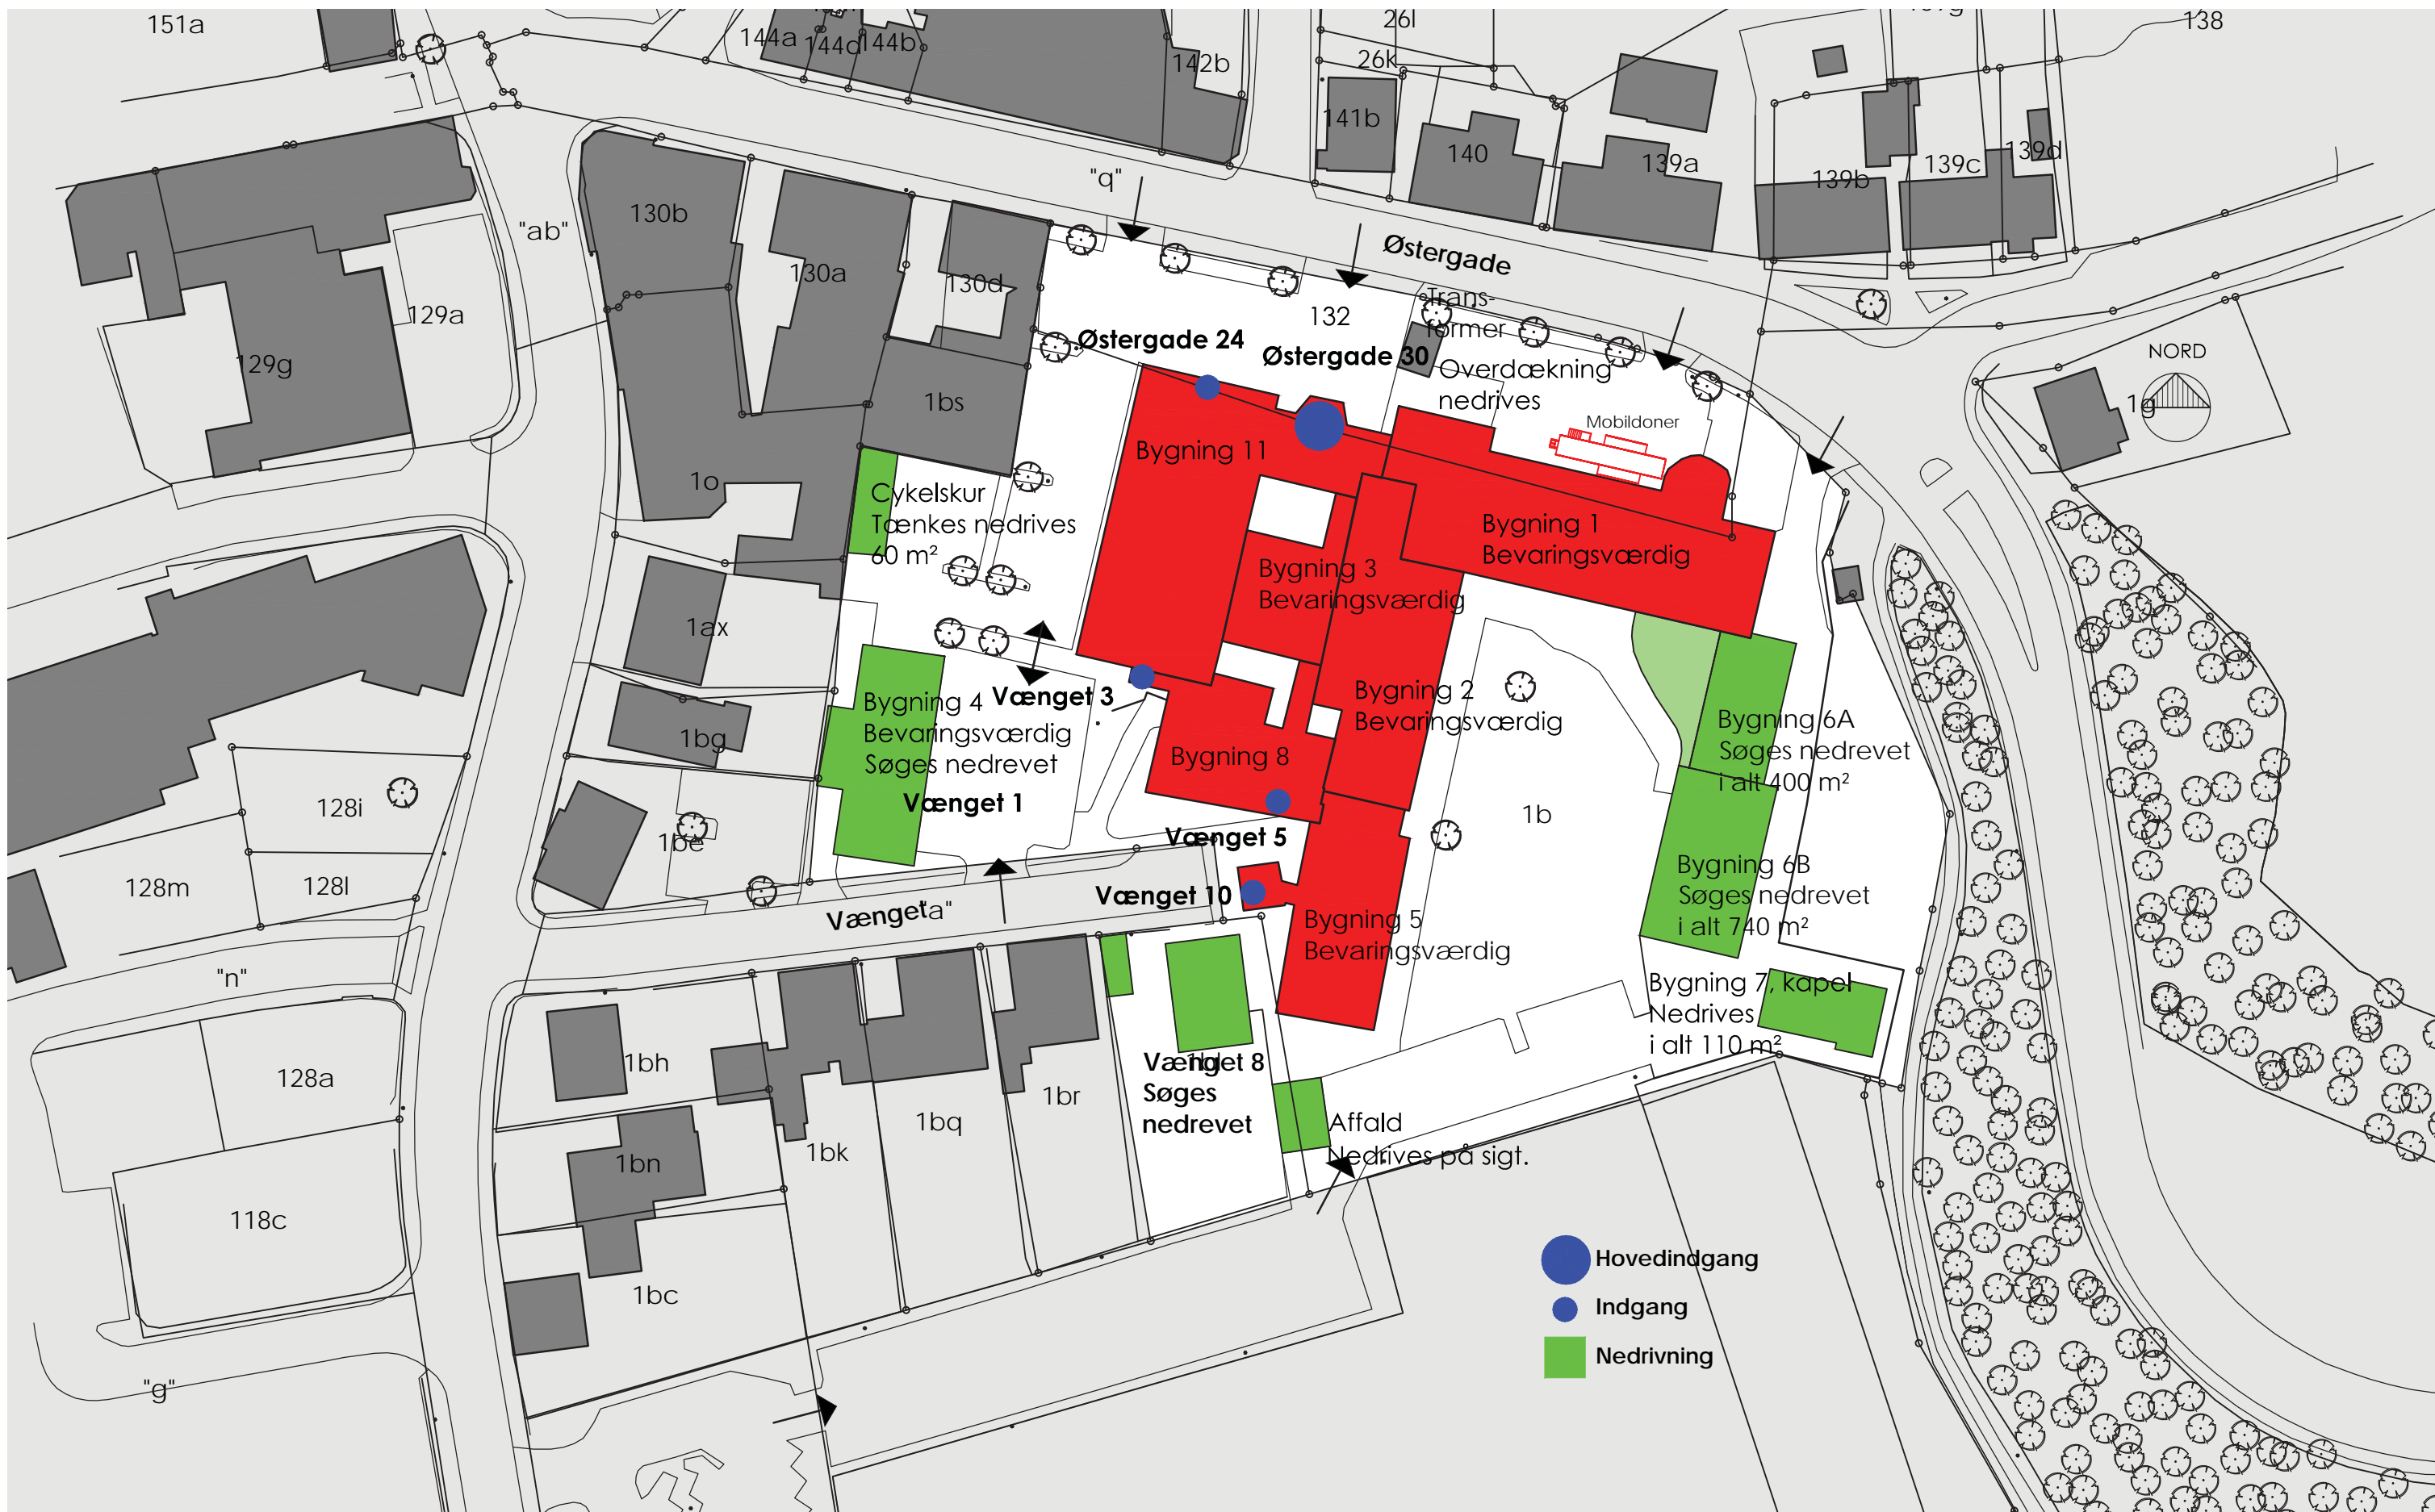 151a
144a
144d
144b
142b
26l
26k
138
141b
140
139a
139b
139c
139d
"q"
"ab"
130b
130a
130d
129a
129g
Østergade
132
Trans-
former
Østergade 24
Østergade 30
Overdækning
nedrives
Mobildoner
NORD
1g
1bs
Bygning 11
1o
Cykelskur
Tænkes nedrives
60 m²
Bygning 1
Bevaringsværdig
Bygning 3
Bevaringsværdig
1ax
Bygning 4
Bevaringsværdig
Søges nedrevet
Vænget 3
Bygning 2
Bevaringsværdig
Bygning 6A
Søges nedrevet
i alt 400 m²
1bg
Bygning 8
Vænget 1
128i
1be
Vænget 5
1b
Bygning 6B
Søges nedrevet
i alt 740 m²
128m
128l
Vænget
a"
Vænget 10
Bygning 5
Bevaringsværdig
"n"
Bygning 7, kapel
Nedrives
i alt 110 m²
128a
1bh
Vænget 8
Søges
nedrevet
1br
1bq
1bk
1bn
Affald
Nedrives på sigt.
118c
1bc
Hovedindgang
Indgang
Nedrivning
"g"